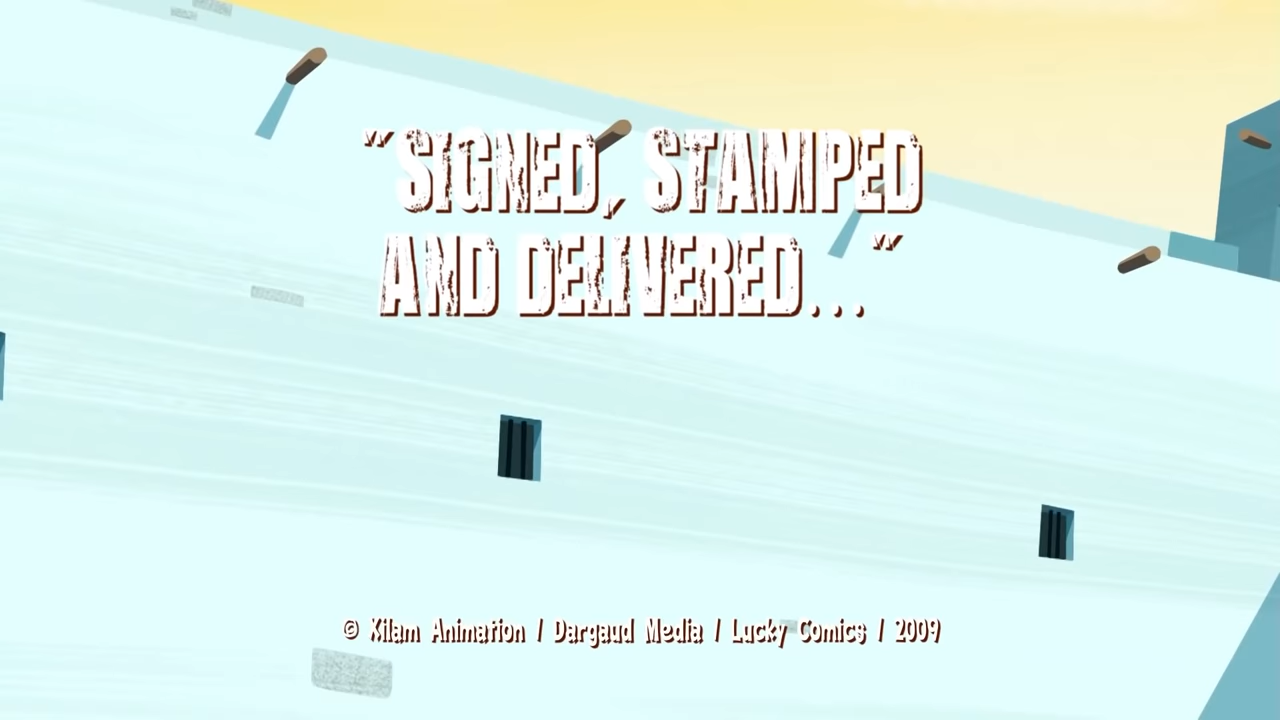 "SIGNED, STAMPED
AND DELIVERED..."
© Xilam Animation / Dargaud Media / Lucky Comics / 2009